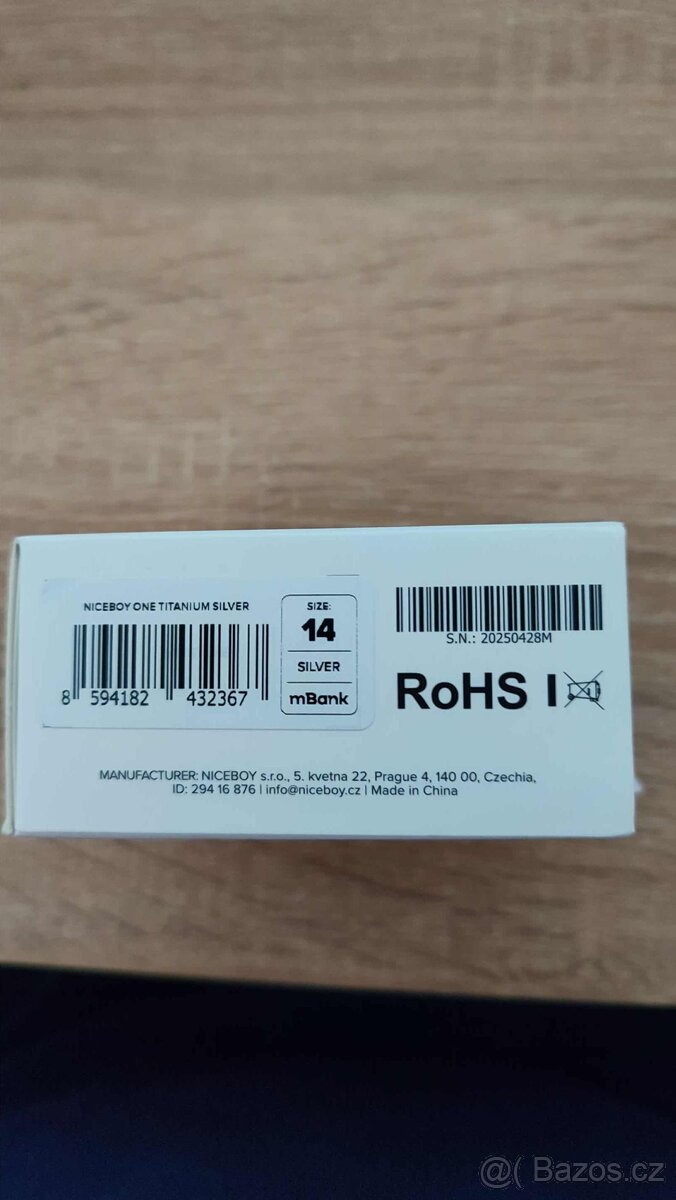 NICEBOY ONE TITANIUM SILVER
8 594182 432367
SIZE:
14
SILVER
mBank
S.N.: 20250428M
RoHS
MANUFACTURER: NICEBOY s.r.o., 5. kvetna 22, Prague 4, 140 00, Czechia,
ID: 294 16 876 | info@niceboy.cz | Made in China
@( Bazos.cz